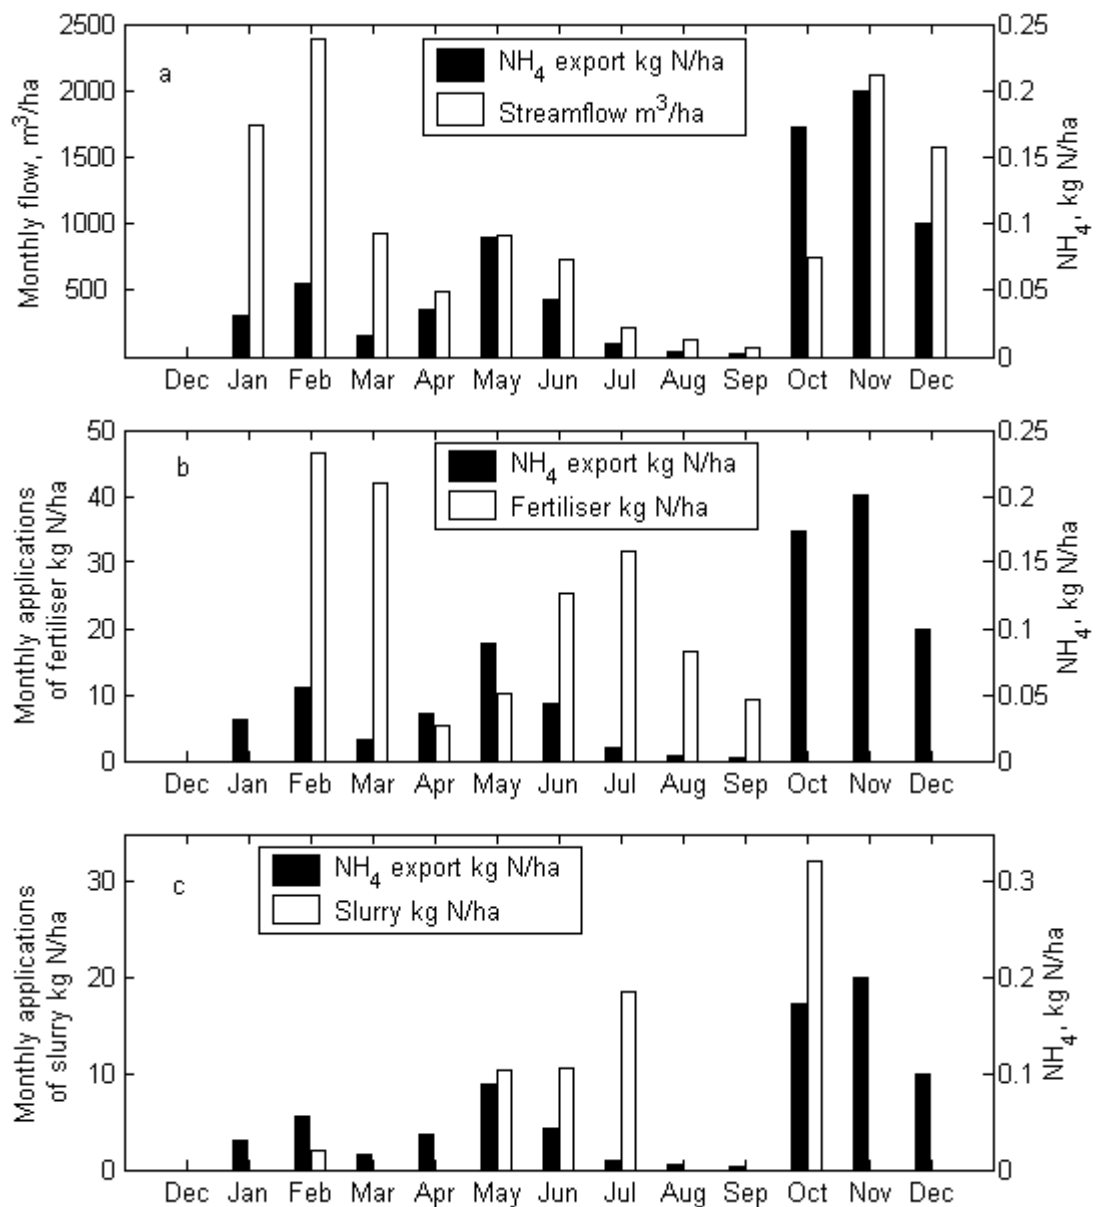 a
NH4 export kg N/ha
Streamflow m3/ha
Monthly flow, m3/ha
2500
2000
1500
1000
500
0.25
0.2
0.15
0.1
0.05
0
NH4, kg N/ha
Dec Jan Feb Mar Apr May Jun Jul Aug Sep Oct Nov Dec
b
NH4 export kg N/ha
Fertiliser kg N/ha
Monthly applications
of fertiliser kg N/ha
50
40
30
20
10
0
0.25
0.2
0.15
0.1
0.05
0
NH4, kg N/ha
Dec Jan Feb Mar Apr May Jun Jul Aug Sep Oct Nov Dec
c
NH4 export kg N/ha
Slurry kg N/ha
Monthly applications
of slurry kg N/ha
30
20
10
0
0.3
0.2
0.1
0
NH4, kg N/ha
Dec Jan Feb Mar Apr May Jun Jul Aug Sep Oct Nov Dec